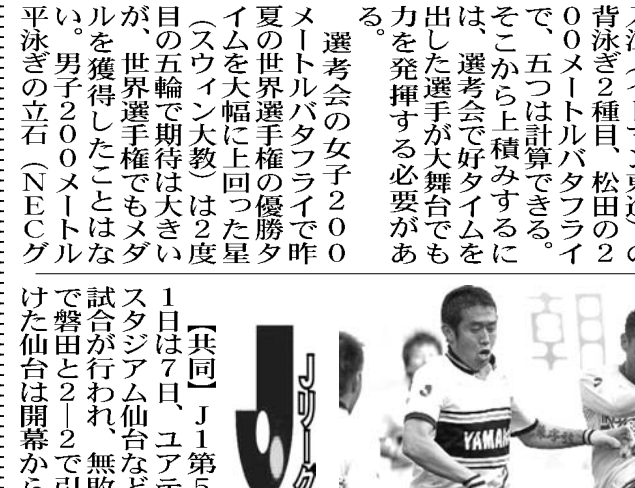 背泳ぎ2種目、松田の2
00メートルバタフライ
で、五つは計算できる。
そこから上積みするに
は、選考会で好タイムを
出した選手が大舞台でも
力を発揮する必要があ
る。
選考会の女子200
メートルバタフライで昨
夏の世界選手権の優勝タ
イムを大幅に上回った星
（スウィン大教）は2度
目の五輪で期待は大きい
が、世界選手権でもメダ
ルを獲得したことはな
い。男子200メートル
平泳ぎの立石（NECグ
Jリーグ
【共同】J1第5
1日は7日、ユアテ
スタジアム仙台など
試合が行われ、無敗
で磐田と2―2で引
けた仙台は開幕から
YAMAH